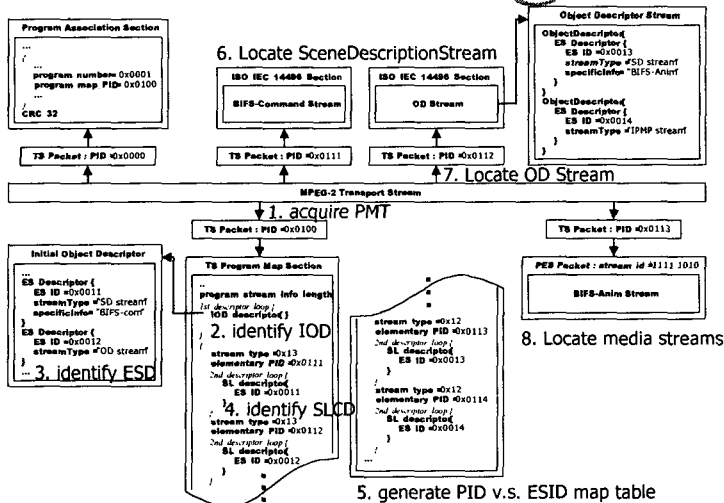 Program Association Section
...
{
...
program number= 0x0001
program map PID= 0x0100
...
}
CRC 32
TS Packet : PID =0x0000
6. Locate SceneDescriptionStream
ISO IEC 14496 Section
BIFS-Command Stream
TS Packet : PID =0x0111
ISO IEC 14496 Section
OD Stream
TS Packet : PID =0x0112
Object Descriptor Stream
ObjectDescriptor{
ES Descriptor {
ES ID =0x0013
streamType ="SD stream"
specificInfo= "BIFS-Anim"
}
}
ObjectDescriptor{
ES Descriptor {
ES ID =0x0014
streamType ="IPMP stream"
}
}
7. Locate OD Stream
MPEG-2 Transport Stream
1. acquire PMT
TS Packet : PID =0x0100
TS Packet : PID =0x0113
Initial Object Descriptor
...
ES Descriptor {
ES ID =0x0011
streamType ="SD stream"
specificInfo= "BIFS-com"
}
ES Descriptor {
ES ID =0x0012
streamType ="OD stream"
}
...
3. identify ESD
TS Program Map Section
...
program stream info length
1st descriptor loop {
IOD descriptor{ }
}
2. identify IOD
{
stream type =0x13
elementary PID =0x0111
2nd descriptor loop {
SL descriptor{
ES ID =0x0011
}
}
4. identify SLCD
stream type =0x13
elementary PID =0x0112
2nd descriptor loop {
SL descriptor{
ES ID =0x0012
}
stream type =0x12
elementary PID =0x0113
2nd descriptor loop {
SL descriptor{
ES ID =0x0013
}
}
stream type =0x12
elementary PID =0x0114
2nd descriptor loop {
SL descriptor{
ES ID =0x0014
}
}
...
5. generate PID v.s. ESID map table
PES Packet : stream id =1111 1010
BIFS-Anim Stream
8. Locate media streams